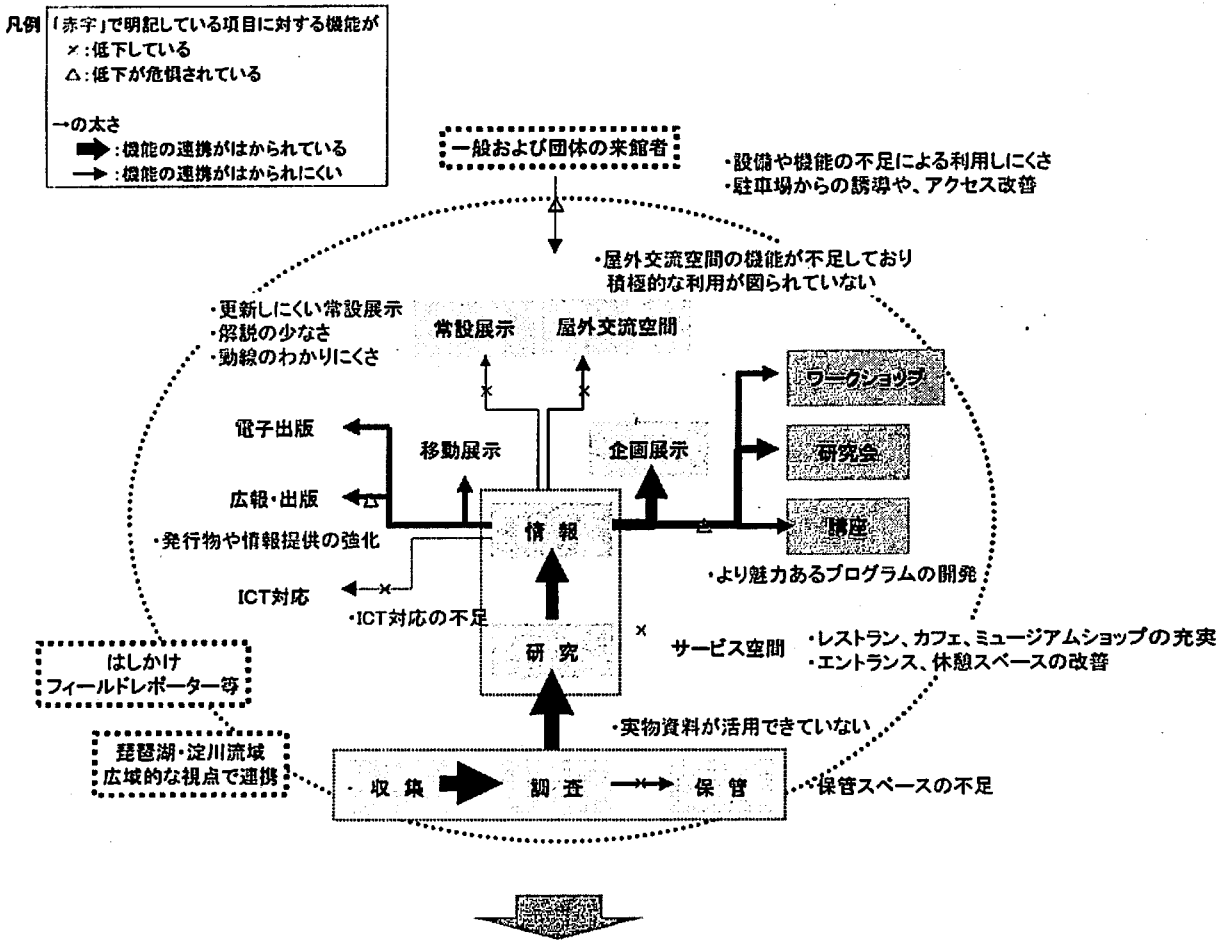 凡例
「赤字」で明記している項目に対する機能が
×:低下している
△:低下が危惧されている
→の太さ
➡:機能の連携がはかられている
→:機能の連携がはかられにくい
一般および団体の来館者
・設備や機能の不足による利用しにくさ
・駐車場からの誘導や、アクセス改善
・屋外交流空間の機能が不足しており
積極的な利用が図られていない
・更新しにくい常設展示
・解説の少なさ
・動線のわかりにくさ
常設展示
屋外交流空間
ワークショップ
電子出版
移動展示
企画展示
研究会
広報・出版
情報
講座
・発行物や情報提供の強化
・より魅力あるプログラムの開発
ICT対応
・ICT対応の不足
研究
サービス空間
・レストラン、カフェ、ミュージアムショップの充実
・エントランス、休憩スペースの改善
はしかけ
フィールドレポーター等
・実物資料が活用できていない
琵琶湖・淀川流域
広域的な視点で連携
収集
調査
保管
・保管スペースの不足